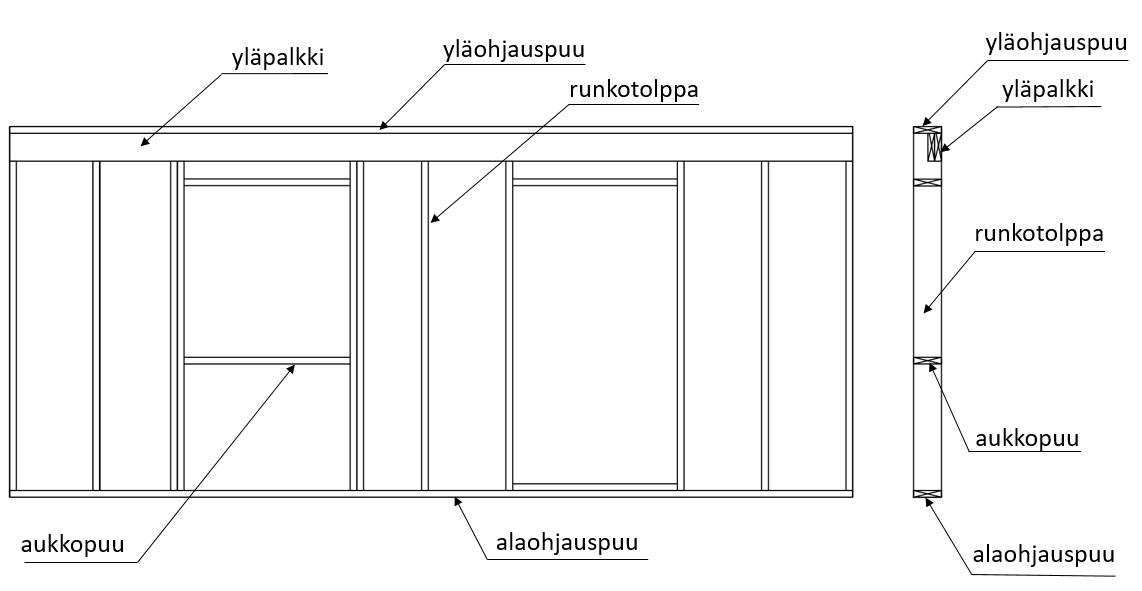 yläpalkki
yläohjauspuu
runkotolppa
yläohjauspuu
yläpalkki
runkotolppa
aukkopuu
aukkopuu
alaohjauspuu
alaohjauspuu